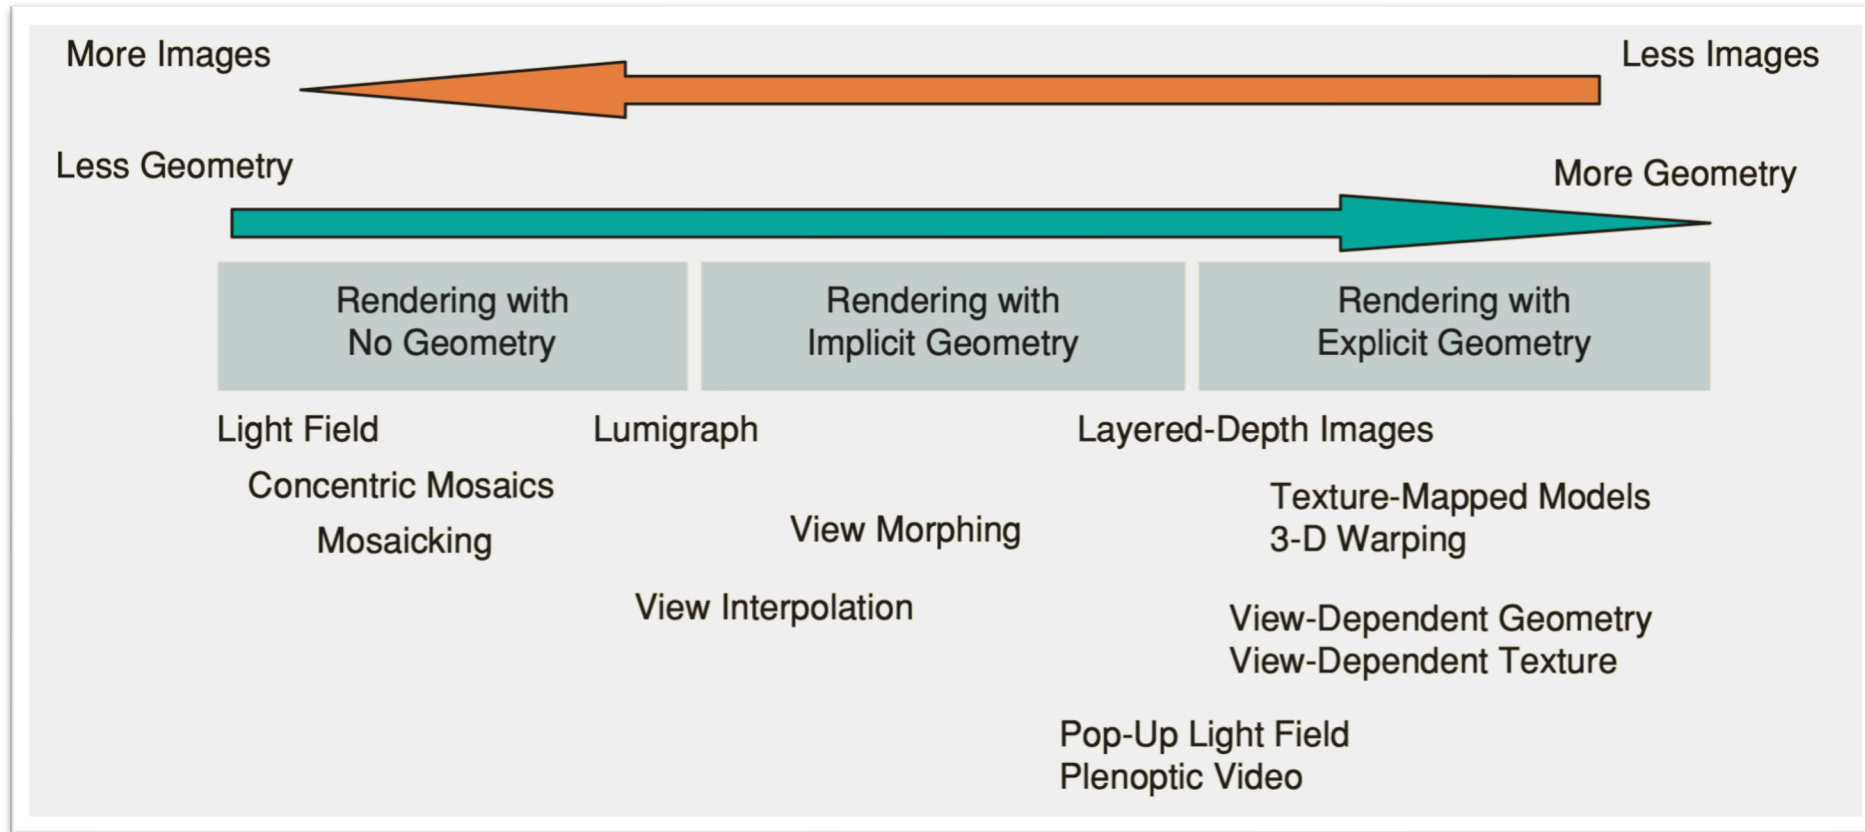 More Images
Less Images
Less Geometry
More Geometry
Rendering with
No Geometry
Rendering with
Implicit Geometry
Rendering with
Explicit Geometry
Light Field
Lumigraph
Layered-Depth Images
Concentric Mosaics
Texture-Mapped Models
Mosaicking
View Morphing
3-D Warping
View Interpolation
View-Dependent Geometry
View-Dependent Texture
Pop-Up Light Field
Plenoptic Video